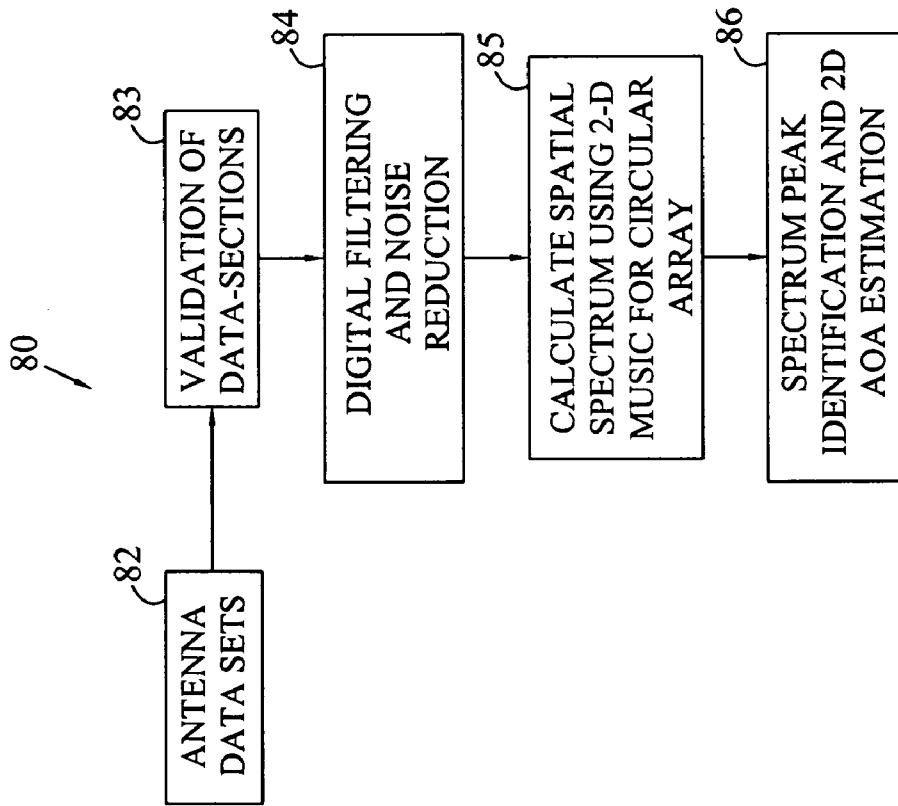 80
82
ANTENNA
DATA SETS
83
VALIDATION OF
DATA-SECTIONS
84
DIGITAL FILTERING
AND NOISE
REDUCTION
85
CALCULATE SPATIAL
SPECTRUM USING 2-D
MUSIC FOR CIRCULAR
ARRAY
86
SPECTRUM PEAK
IDENTIFICATION AND 2D
AOA ESTIMATION